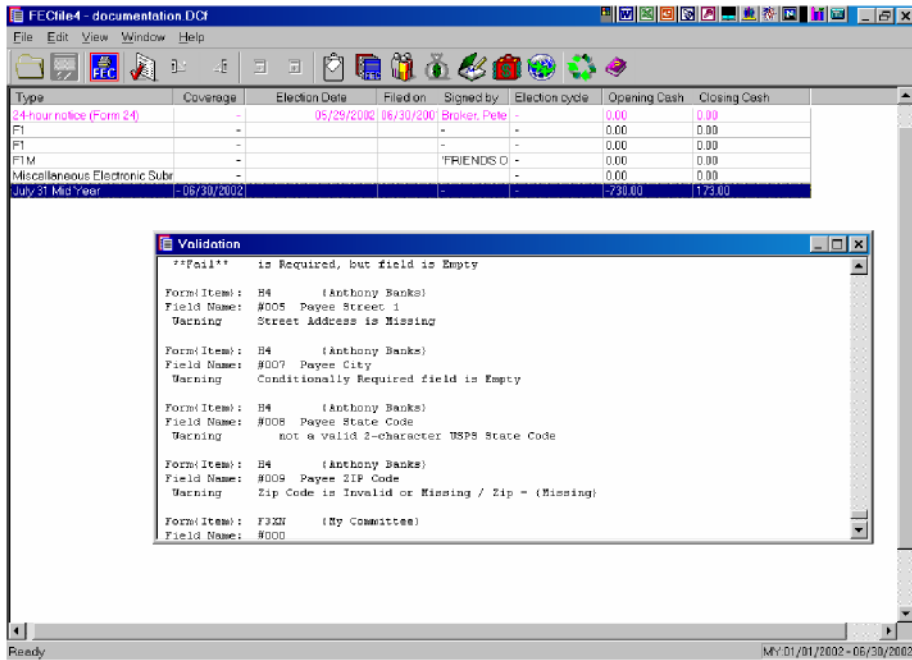 FECfile4 - documentation.DCf
File Edit View Window Help
FEC
FEC
Type Coverage Election Date Filed on Signed by Election cycle Opening Cash Closing Cash
24-hour notice (Form 24) - 05/29/2002 06/30/200 Broker, Pete - 0.00 0.00
F1 - - - 0.00 0.00
F1 - - - 0.00 0.00
F1M - 'FRIENDS O - 0.00 0.00
Miscellaneous Electronic Subr - - - 0.00 0.00
July 31 Mid Year - 06/30/2002 - - -730.00 173.00
Validation
**Fail** is Required, but field is Empty
Form{Item}: H4 {Anthony Banks}
Field Name: #005 Payee Street 1
Warning Street Address is Missing
Form{Item}: H4 {Anthony Banks}
Field Name: #007 Payee City
Warning Conditionally Required field is Empty
Form{Item}: H4 {Anthony Banks}
Field Name: #008 Payee State Code
Warning not a valid 2-character USPS State Code
Form{Item}: H4 {Anthony Banks}
Field Name: #009 Payee ZIP Code
Warning Zip Code is Invalid or Missing / Zip = {Missing}
Form{Item}: F3XN {My Committee}
Field Name: #000
Ready MY:01/01/2002-06/30/2002